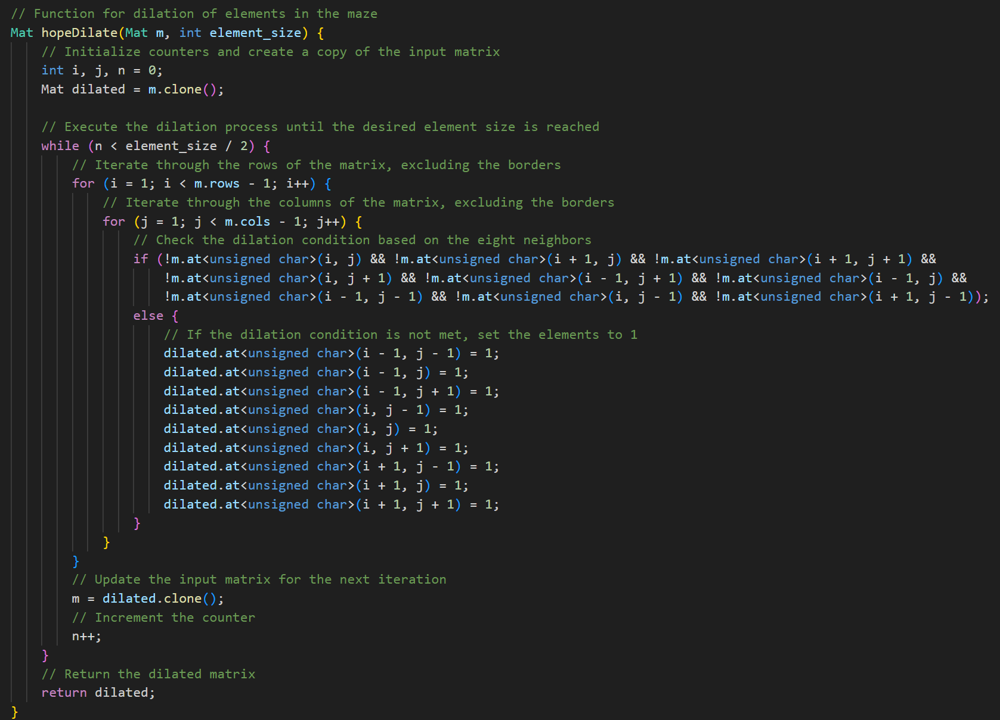 // Function for dilation of elements in the maze
Mat hopeDilate(Mat m, int element_size) {
    // Initialize counters and create a copy of the input matrix
    int i, j, n = 0;
    Mat dilated = m.clone();

    // Execute the dilation process until the desired element size is reached
    while (n < element_size / 2) {
        // Iterate through the rows of the matrix, excluding the borders
        for (i = 1; i < m.rows - 1; i++) {
            // Iterate through the columns of the matrix, excluding the borders
            for (j = 1; j < m.cols - 1; j++) {
                // Check the dilation condition based on the eight neighbors
                if (!m.at<unsigned char>(i, j) && !m.at<unsigned char>(i + 1, j) && !m.at<unsigned char>(i + 1, j + 1) &&
                    !m.at<unsigned char>(i, j + 1) && !m.at<unsigned char>(i - 1, j + 1) && !m.at<unsigned char>(i - 1, j) &&
                    !m.at<unsigned char>(i - 1, j - 1) && !m.at<unsigned char>(i, j - 1) && !m.at<unsigned char>(i + 1, j - 1));
                else {
                    // If the dilation condition is not met, set the elements to 1
                    dilated.at<unsigned char>(i - 1, j - 1) = 1;
                    dilated.at<unsigned char>(i - 1, j) = 1;
                    dilated.at<unsigned char>(i - 1, j + 1) = 1;
                    dilated.at<unsigned char>(i, j - 1) = 1;
                    dilated.at<unsigned char>(i, j) = 1;
                    dilated.at<unsigned char>(i, j + 1) = 1;
                    dilated.at<unsigned char>(i + 1, j - 1) = 1;
                    dilated.at<unsigned char>(i + 1, j) = 1;
                    dilated.at<unsigned char>(i + 1, j + 1) = 1;
                }
            }
        }
        // Update the input matrix for the next iteration
        m = dilated.clone();
        // Increment the counter
        n++;
    }
    // Return the dilated matrix
    return dilated;
}